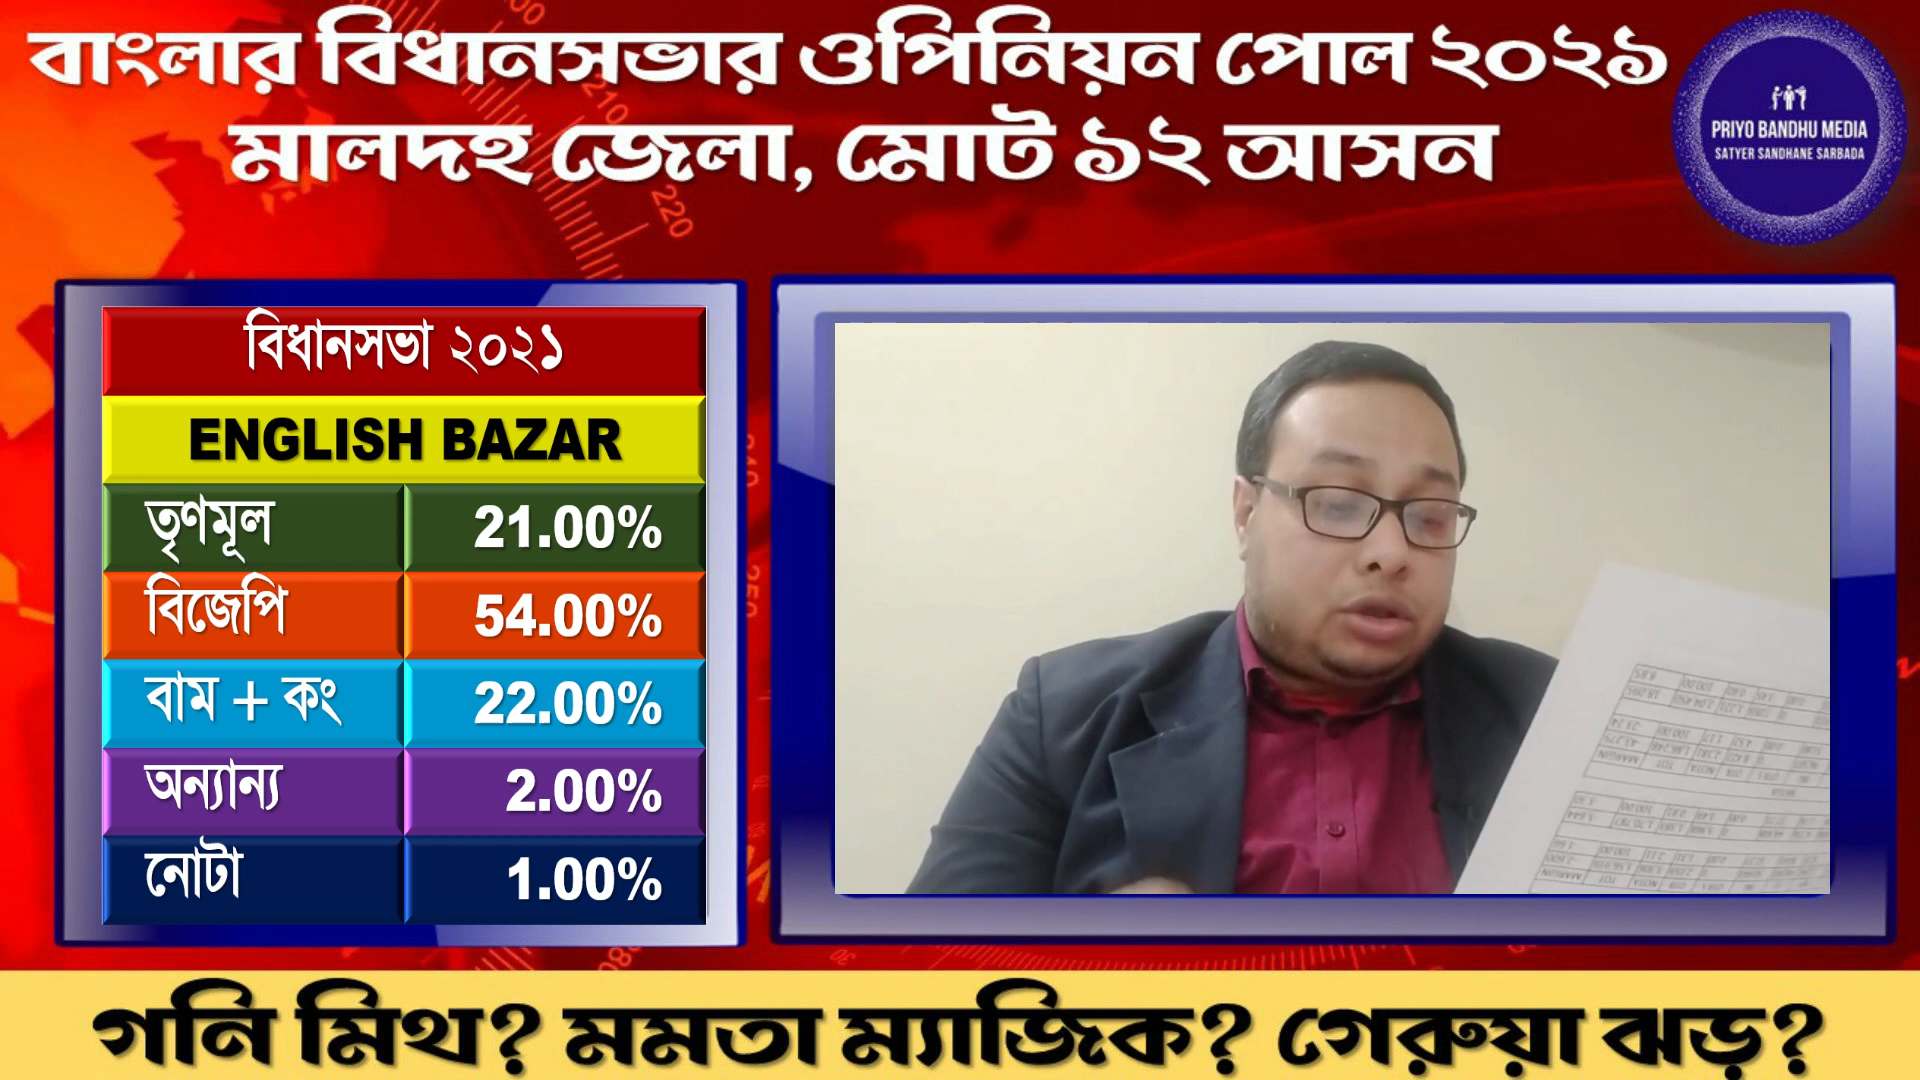 বাংলার বিধানসভার ওপিনিয়ন পোল ২০২১
মালদহ জেলা, মোট ১২ আসন
PRIYO BANDHU MEDIA
SATYER SANDHANE SARBADA
বিধানসভা ২০২১
ENGLISH BAZAR
তৃণমূল 21.00%
বিজেপি 54.00%
বাম + কং 22.00%
অন্যান্য 2.00%
নোটা 1.00%
গনি মিথ? মমতা ম্যাজিক? গেরুয়া ঝড়?